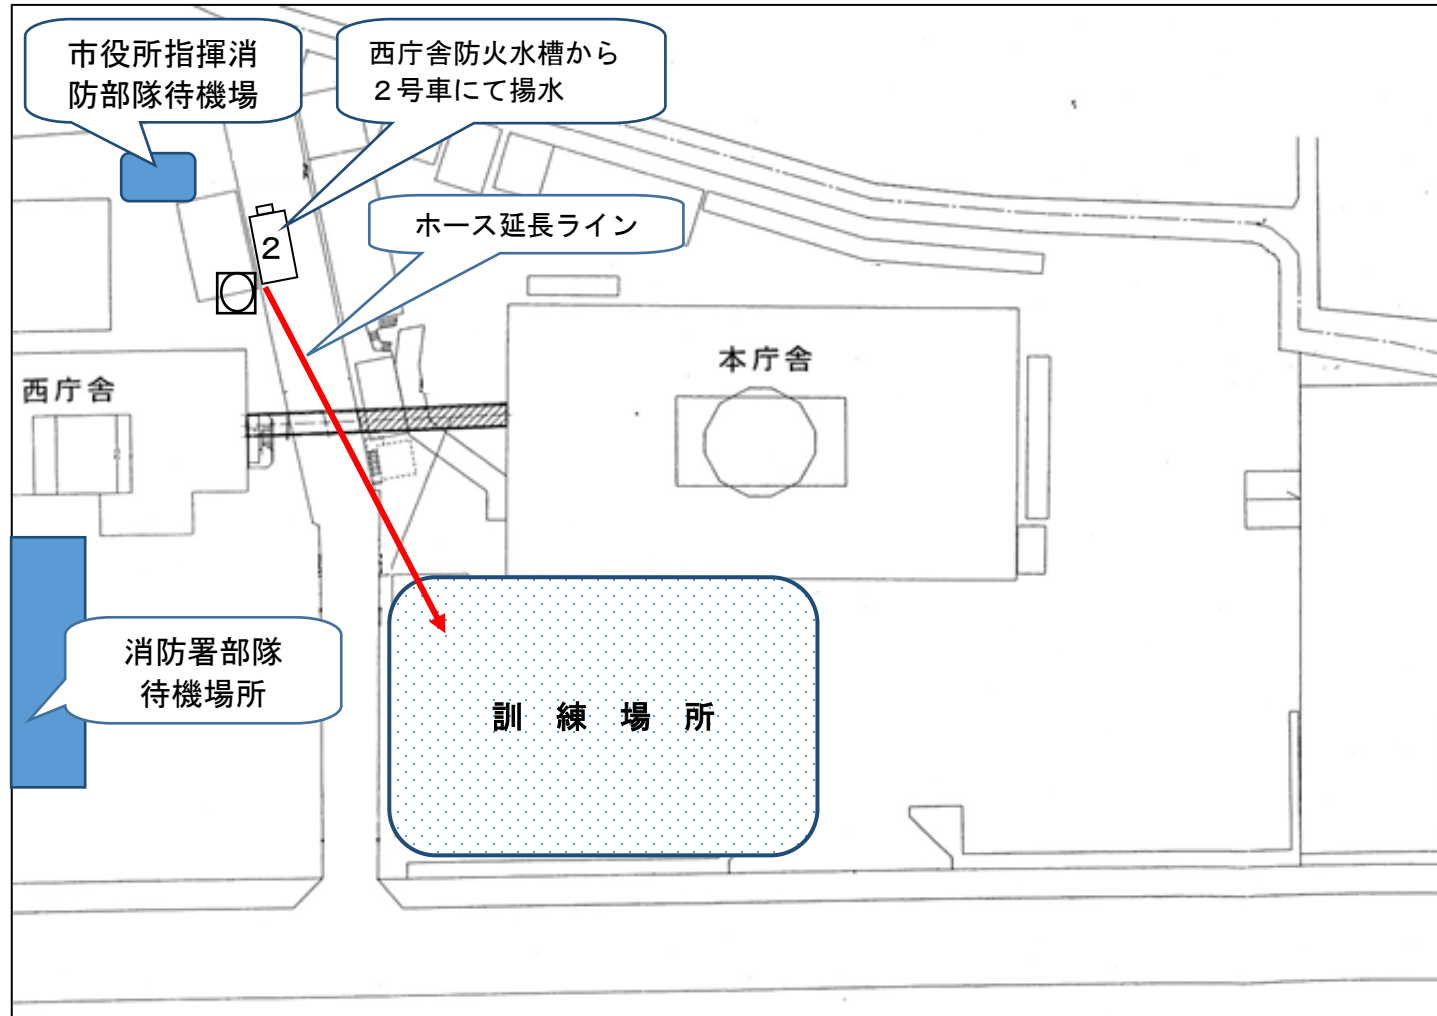 市役所指揮消
防部隊待機場
西庁舎防火水槽から
２号車にて揚水
ホース延長ライン
2
本庁舎
西庁舎
消防署部隊
待機場所
訓　練　場　所